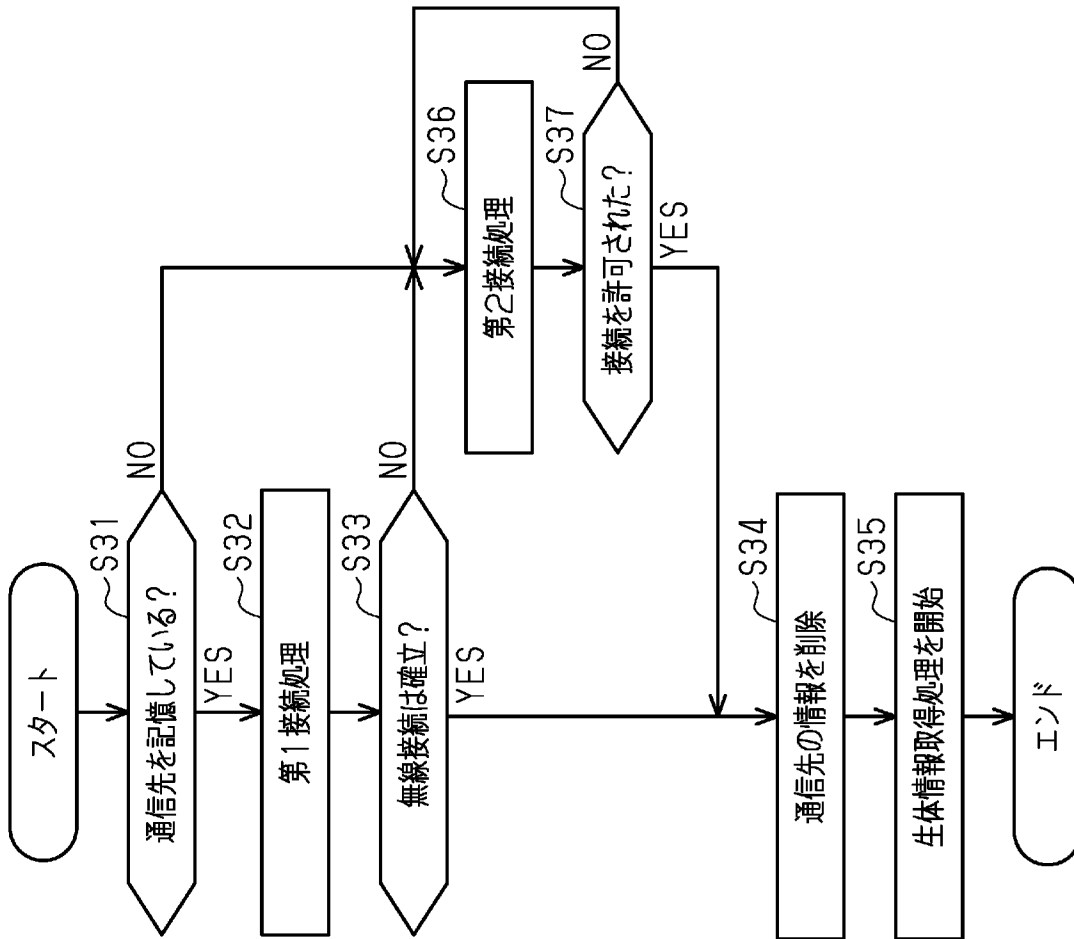 スタート
S31
通信先を記憶している?
NO
YES
S32
第1接続処理
S33
無線接続は確立?
NO
YES
S36
第2接続処理
S37
接続を許可された?
NO
YES
S34
通信先の情報を削除
S35
生体情報取得処理を開始
エンド